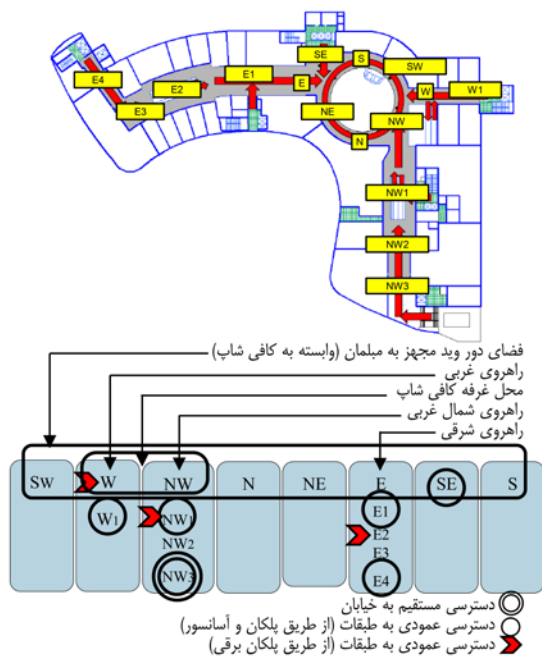 SE
S
SW
E4
E2
E1
E
W
W1
E3
NE
NW
N
NW1
NW2
NW3
فضای دور وید مجهز به مبلمان (وابسته به کافی شاپ)
راهروی غربی
محل غرفه کافی شاپ
راهروی شمال غربی
راهروی شرقی
SW W NW N NE E SE S
W1 NW1 E1
NW2 E2
E3
NW3 E4
دسترسی مستقیم به خیابان
دسترسی عمودی به طبقات (از طریق پلکان و آسانسور)
دسترسی عمودی به طبقات (از طریق پلکان برقی)